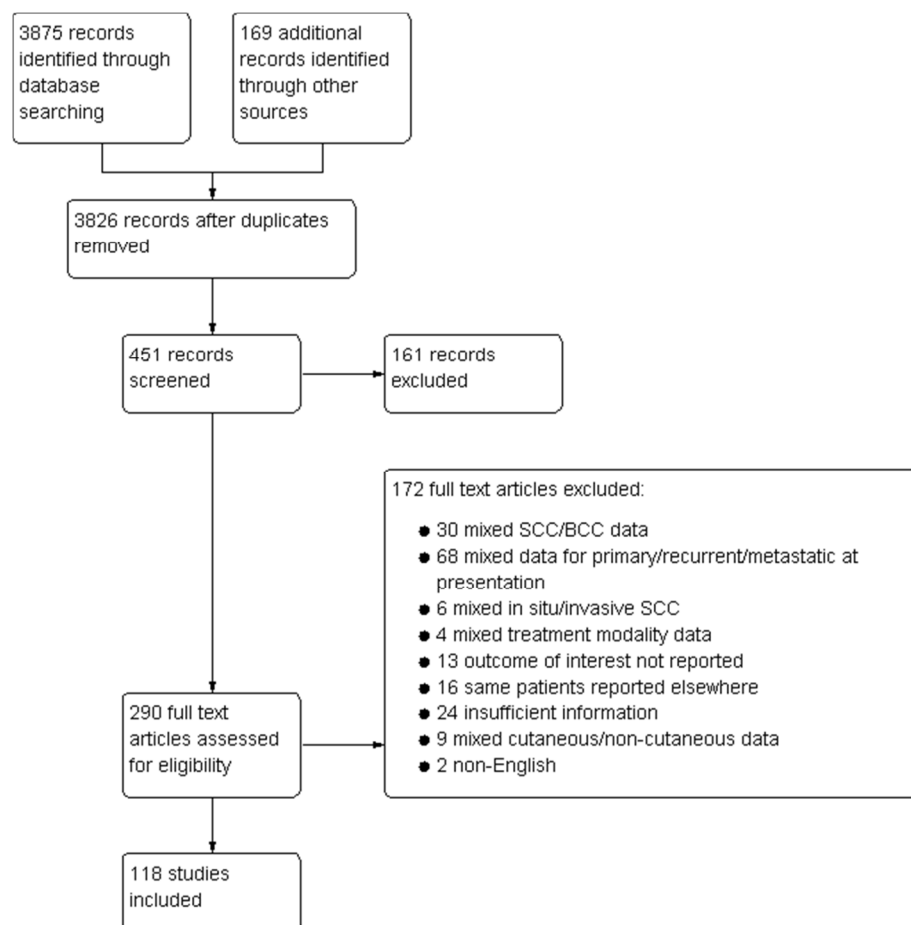 3875 records
identified through
database
searching
169 additional
records identified
through other
sources
3826 records after duplicates
removed
451 records
screened
161 records
excluded
172 full text articles excluded:
● 30 mixed SCC/BCC data
● 68 mixed data for primary/recurrent/metastatic at
presentation
● 6 mixed in situ/invasive SCC
● 4 mixed treatment modality data
● 13 outcome of interest not reported
● 16 same patients reported elsewhere
● 24 insufficient information
● 9 mixed cutaneous/non-cutaneous data
● 2 non-English
290 full text
articles assessed
for eligibility
118 studies
included